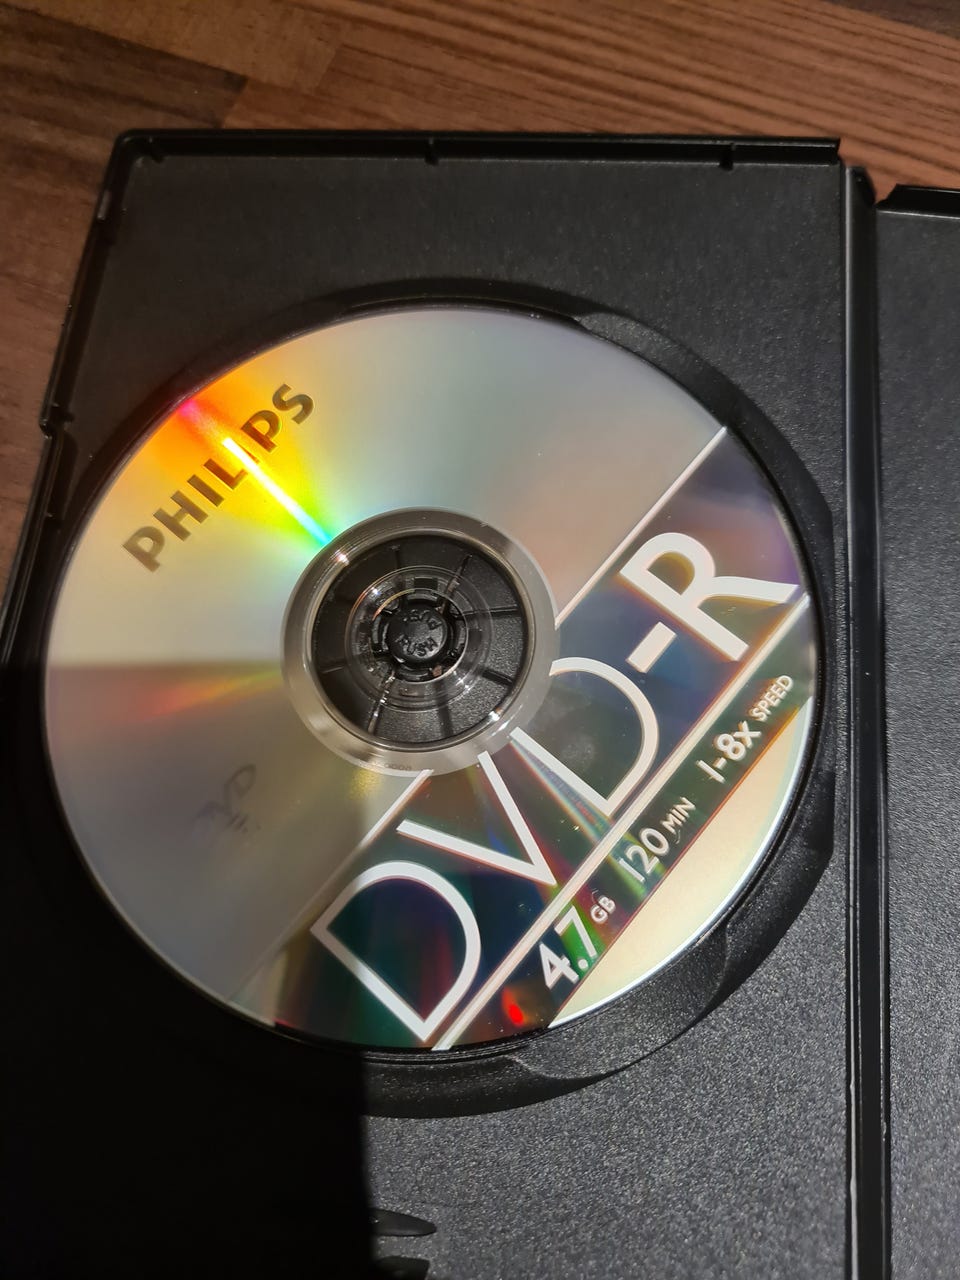 PHILIPS
DVD-R
4.7 GB 120 MIN 1-8x SPEED
PUSH